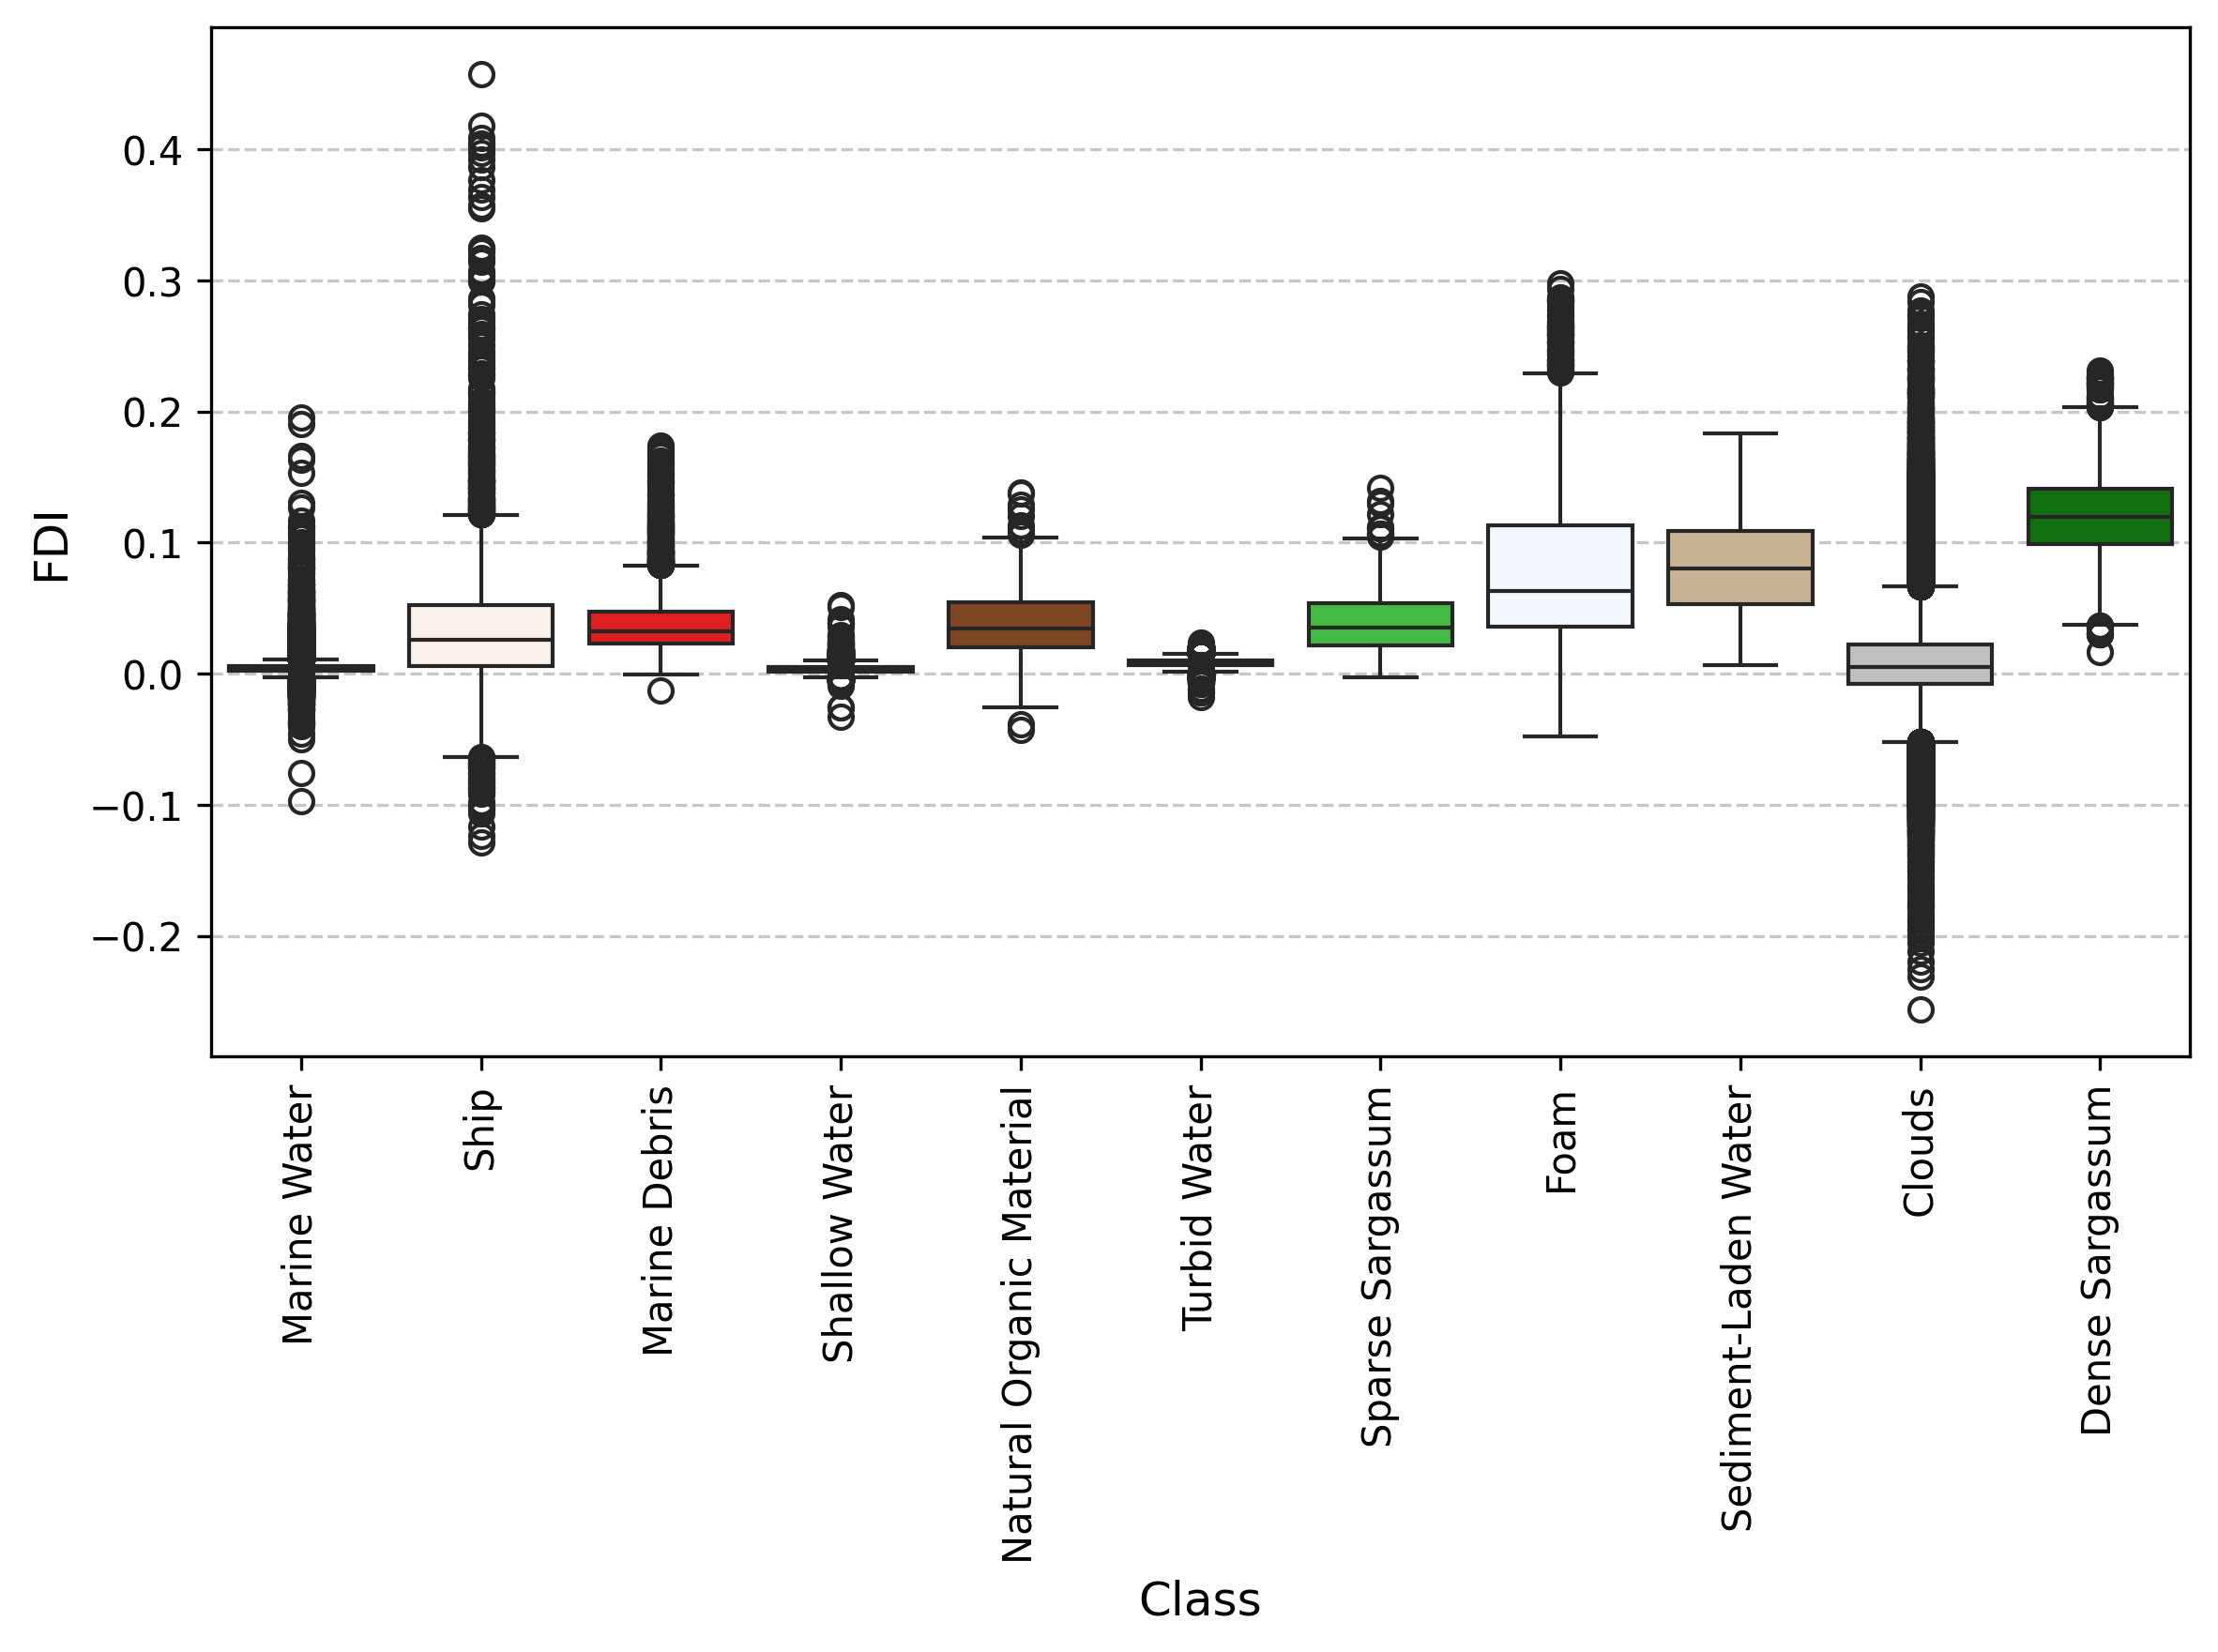 FDI
0.4
0.3
0.2
0.1
0.0
−0.1
−0.2
Marine Water
Ship
Marine Debris
Shallow Water
Natural Organic Material
Turbid Water
Sparse Sargassum
Foam
Sediment-Laden Water
Clouds
Dense Sargassum
Class